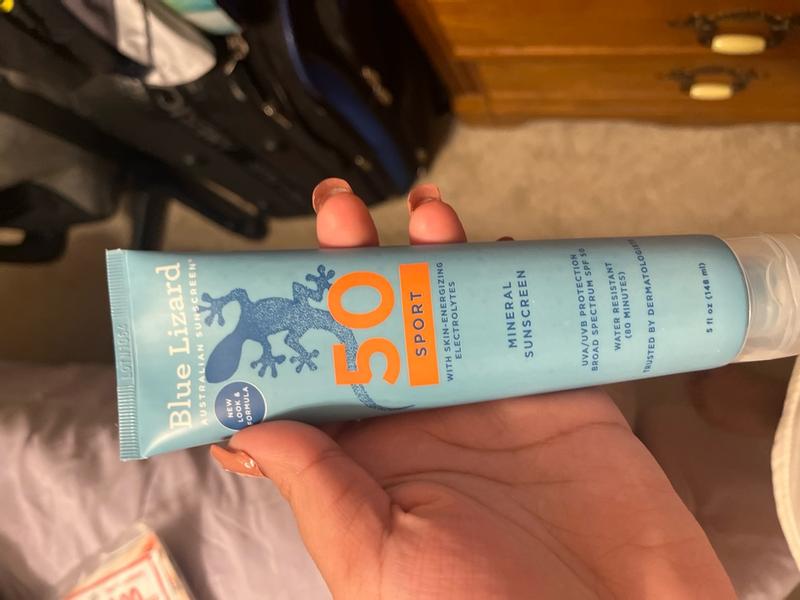 Blue Lizard
AUSTRALIAN SUNSCREEN®
NEW
LOOK &
FORMULA
50
SPORT
WITH SKIN-ENERGIZING
ELECTROLYTES
MINERAL
SUNSCREEN
UVA/UVB PROTECTION
BROAD SPECTRUM SPF 50
WATER RESISTANT
(80 MINUTES)
TRUSTED BY DERMATOLOGISTS
5 fl oz (148 ml)